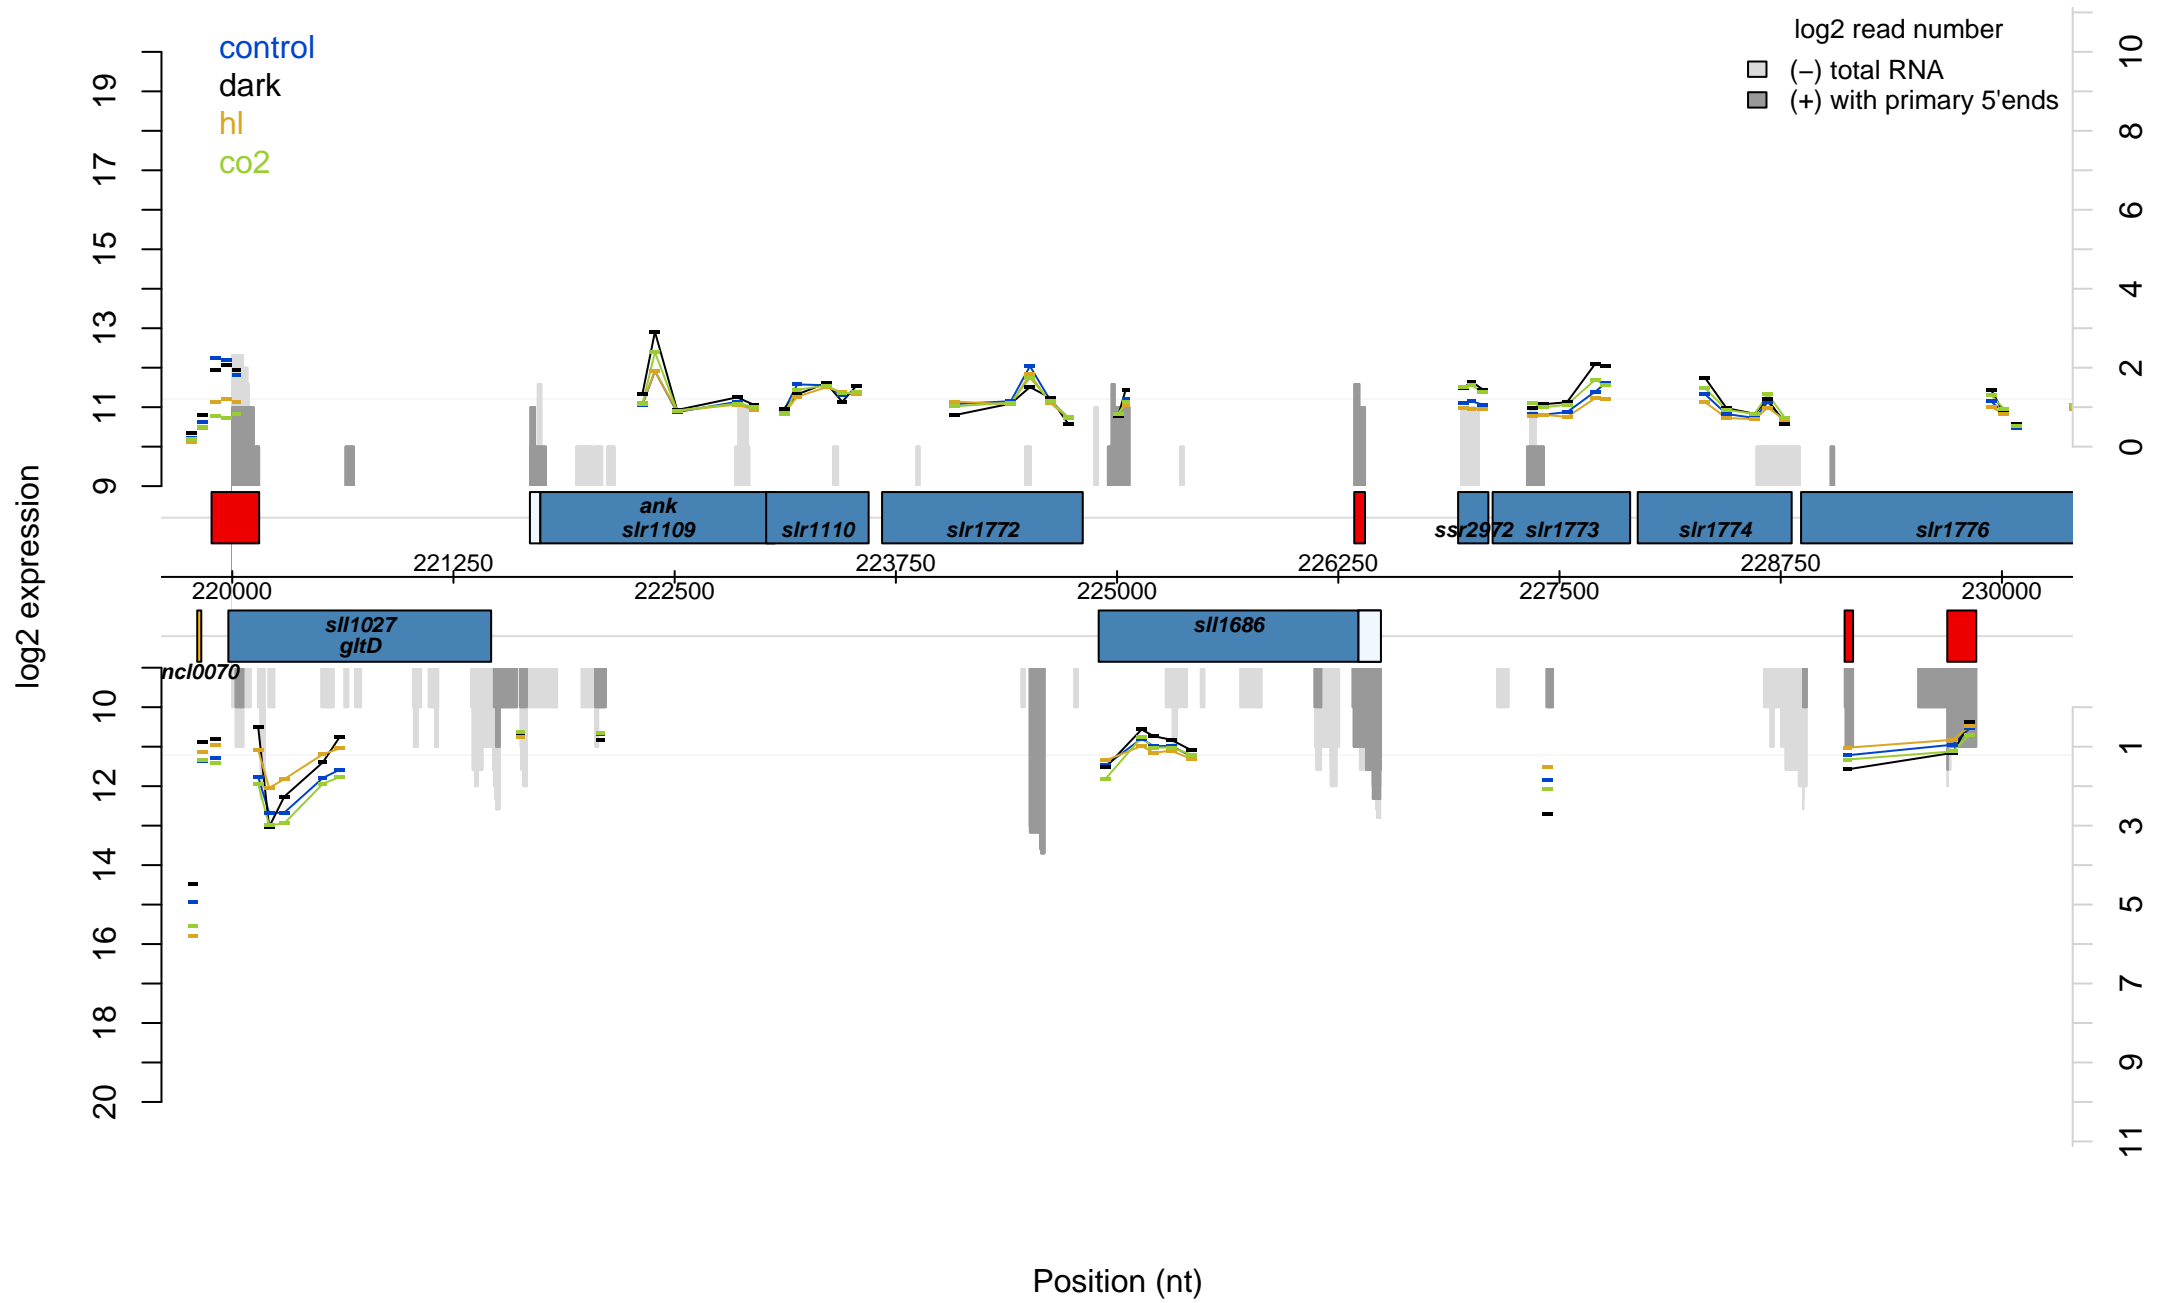 control
dark
hl
co2
log2 read number
(−) total RNA
(+) with primary 5'ends
19
17
15
13
11
9
10
8
6
4
2
0
log2 expression
ank
slr1109
slr1110
slr1772
ssr2972
slr1773
slr1774
slr1776
221250
223750
226250
228750
220000
222500
225000
227500
230000
sll1027
gltD
sll1686
ncl0070
10
12
14
16
18
20
1
3
5
7
9
11
Position (nt)